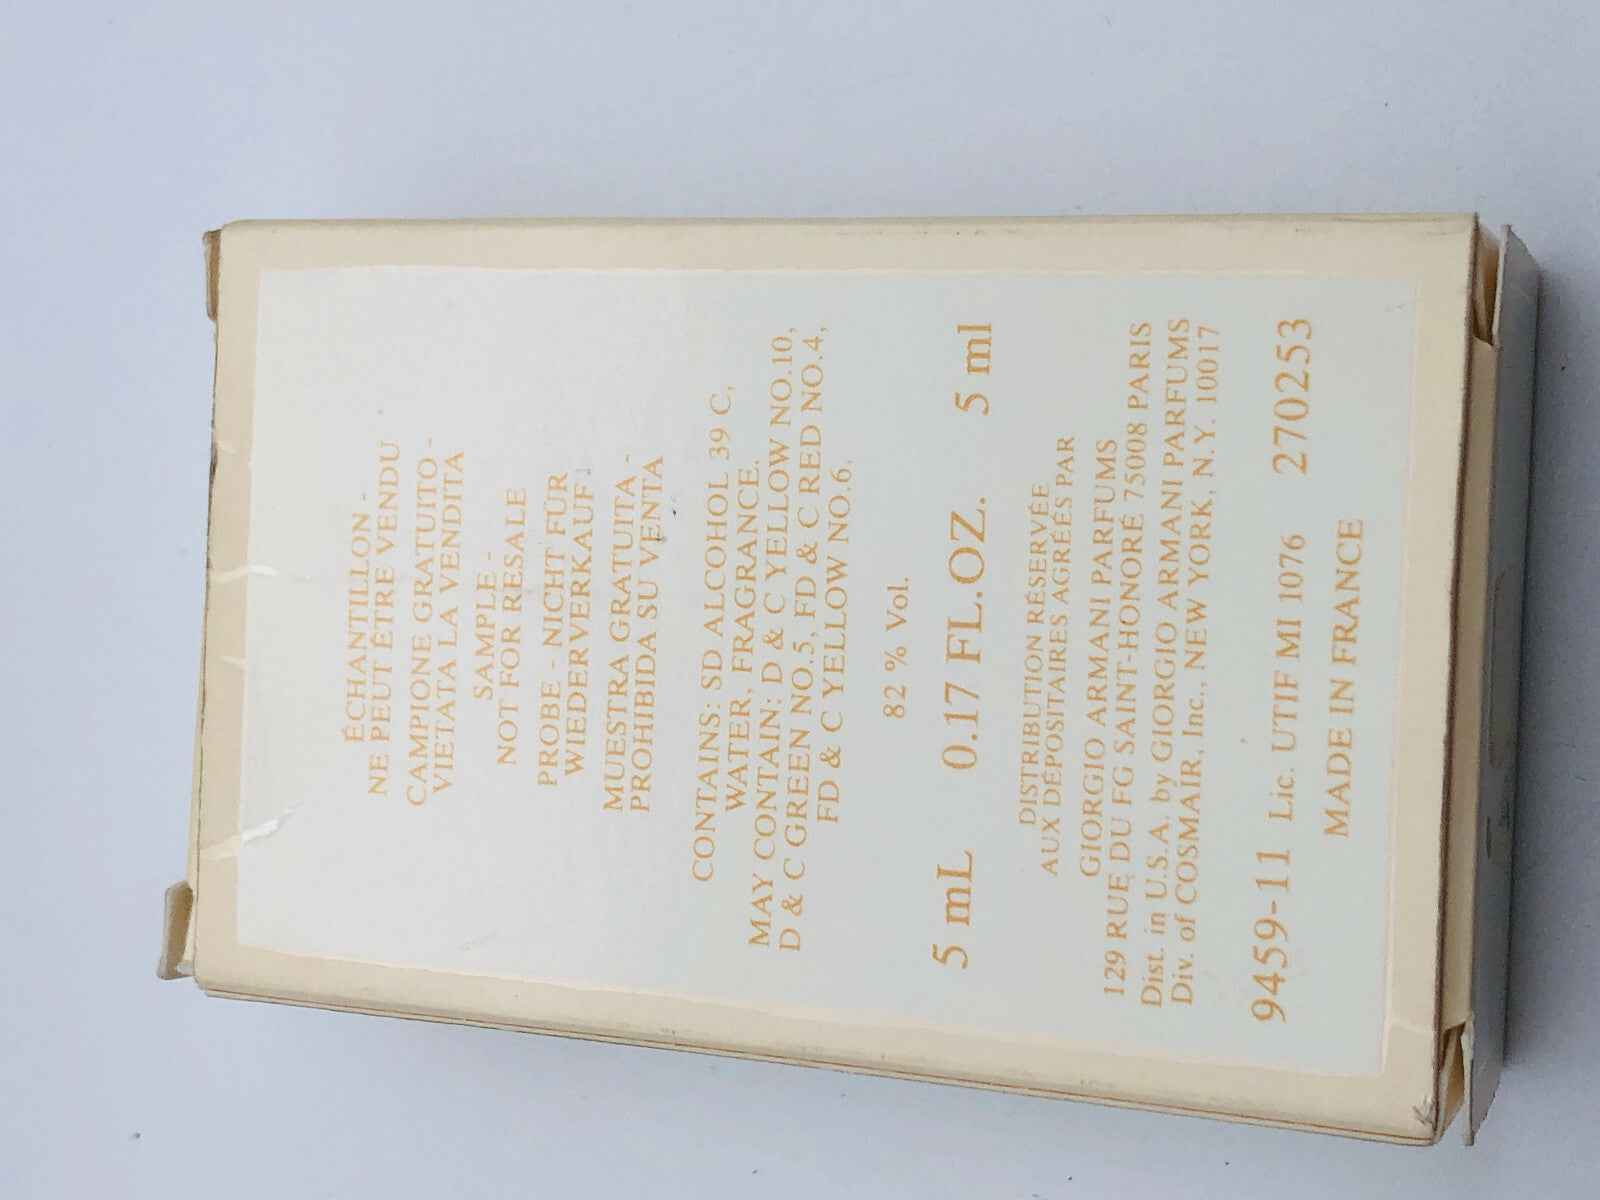 ÉCHANTILLON -
NE PEUT ÊTRE VENDU
CAMPIONE GRATUITO -
VIETATA LA VENDITA
SAMPLE -
NOT FOR RESALE
PROBE - NICHT FÜR
WIEDERVERKAUF
MUESTRA GRATUITA -
PROHIBIDA SU VENTA
CONTAINS: SD ALCOHOL 39 C,
WATER, FRAGRANCE.
MAY CONTAIN: D & C YELLOW NO.10,
D & C GREEN NO.5, FD & C RED NO.4,
FD & C YELLOW NO.6.
82 % Vol.
5 mL 0.17 FL.OZ. 5 ml
DISTRIBUTION RÉSERVÉE
AUX DÉPOSITAIRES AGRÉÉS PAR
GIORGIO ARMANI PARFUMS
129 RUE DU FG SAINT-HONORÉ 75008 PARIS
Dist. in U.S.A. by GIORGIO ARMANI PARFUMS
Div. of COSMAIR, Inc., NEW YORK, N.Y. 10017
9459-11 Lic. UTIF MI 1076 270253
MADE IN FRANCE